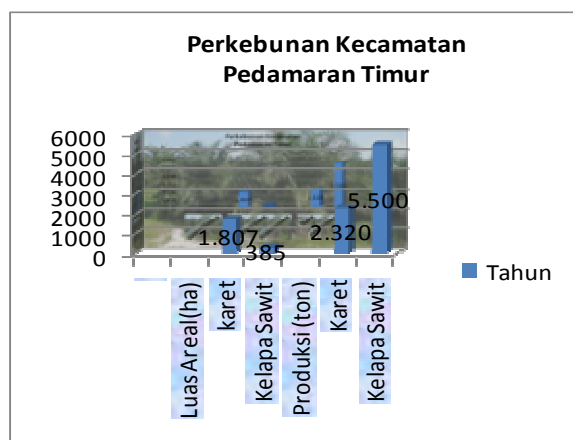 Perkebunan Kecamatan
Pedamaran Timur
6000
5000
4000
3000
2000
1000
0
1.807
385
2.320
5.500
Luas Areal(ha)
karet
Kelapa Sawit
Produksi (ton)
Karet
Kelapa Sawit
Tahun